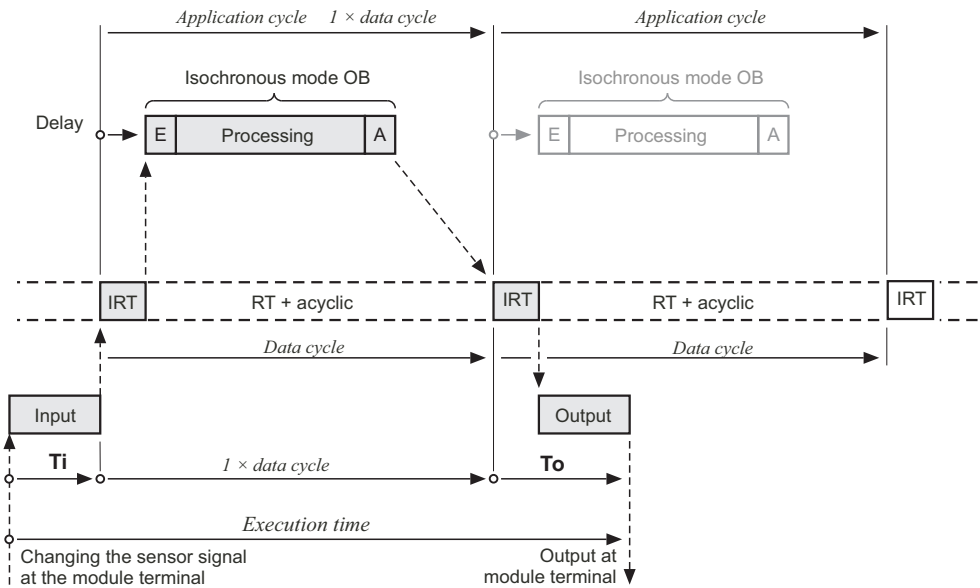 Application cycle 1 × data cycle
Application cycle
Isochronous mode OB
Isochronous mode OB
Delay
E
Processing
A
E
Processing
A
IRT
RT + acyclic
IRT
RT + acyclic
IRT
Data cycle
Data cycle
Input
Output
Ti
1 × data cycle
To
Execution time
Changing the sensor signal
at the module terminal
Output at
module terminal